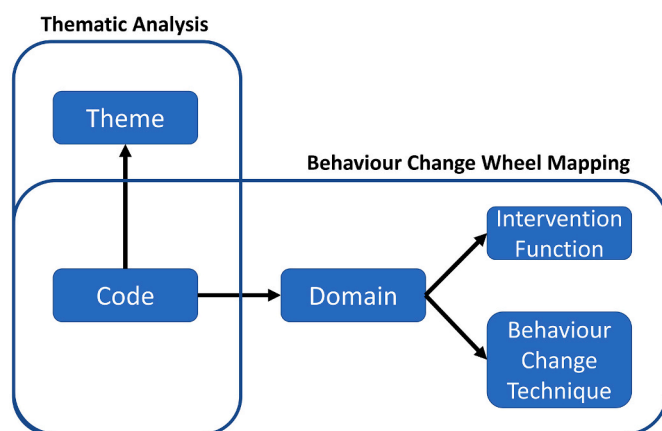 Thematic Analysis
Theme
Behaviour Change Wheel Mapping
Intervention
Function
Code
Domain
Behaviour
Change
Technique